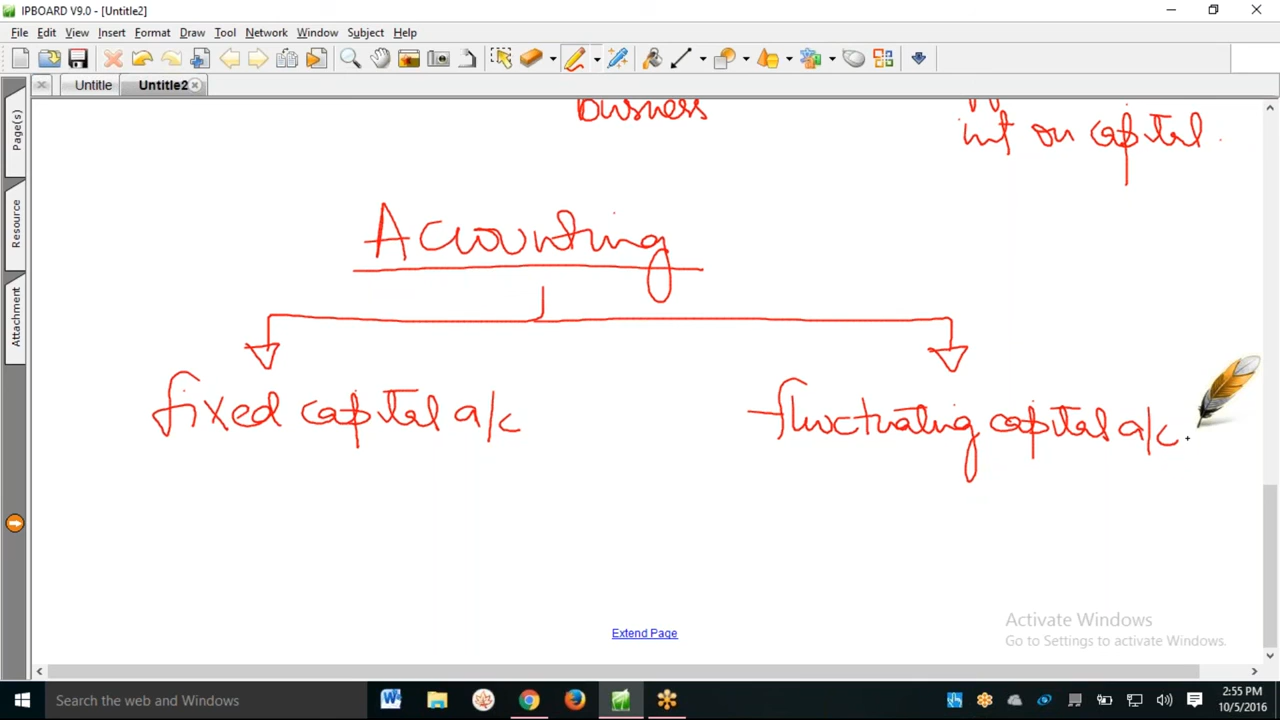 IPBOARD V9.0 - [Untitle2]
File Edit View Insert Format Draw Tool Network Window Subject Help
Untitle Untitle2
Page(s)
Resource
Attachment
business
int on capital.
Accounting
fixed capital a/c
fluctuating capital a/c
Extend Page
Activate Windows
Go to Settings to activate Windows.
Search the web and Windows
2:55 PM
10/5/2016